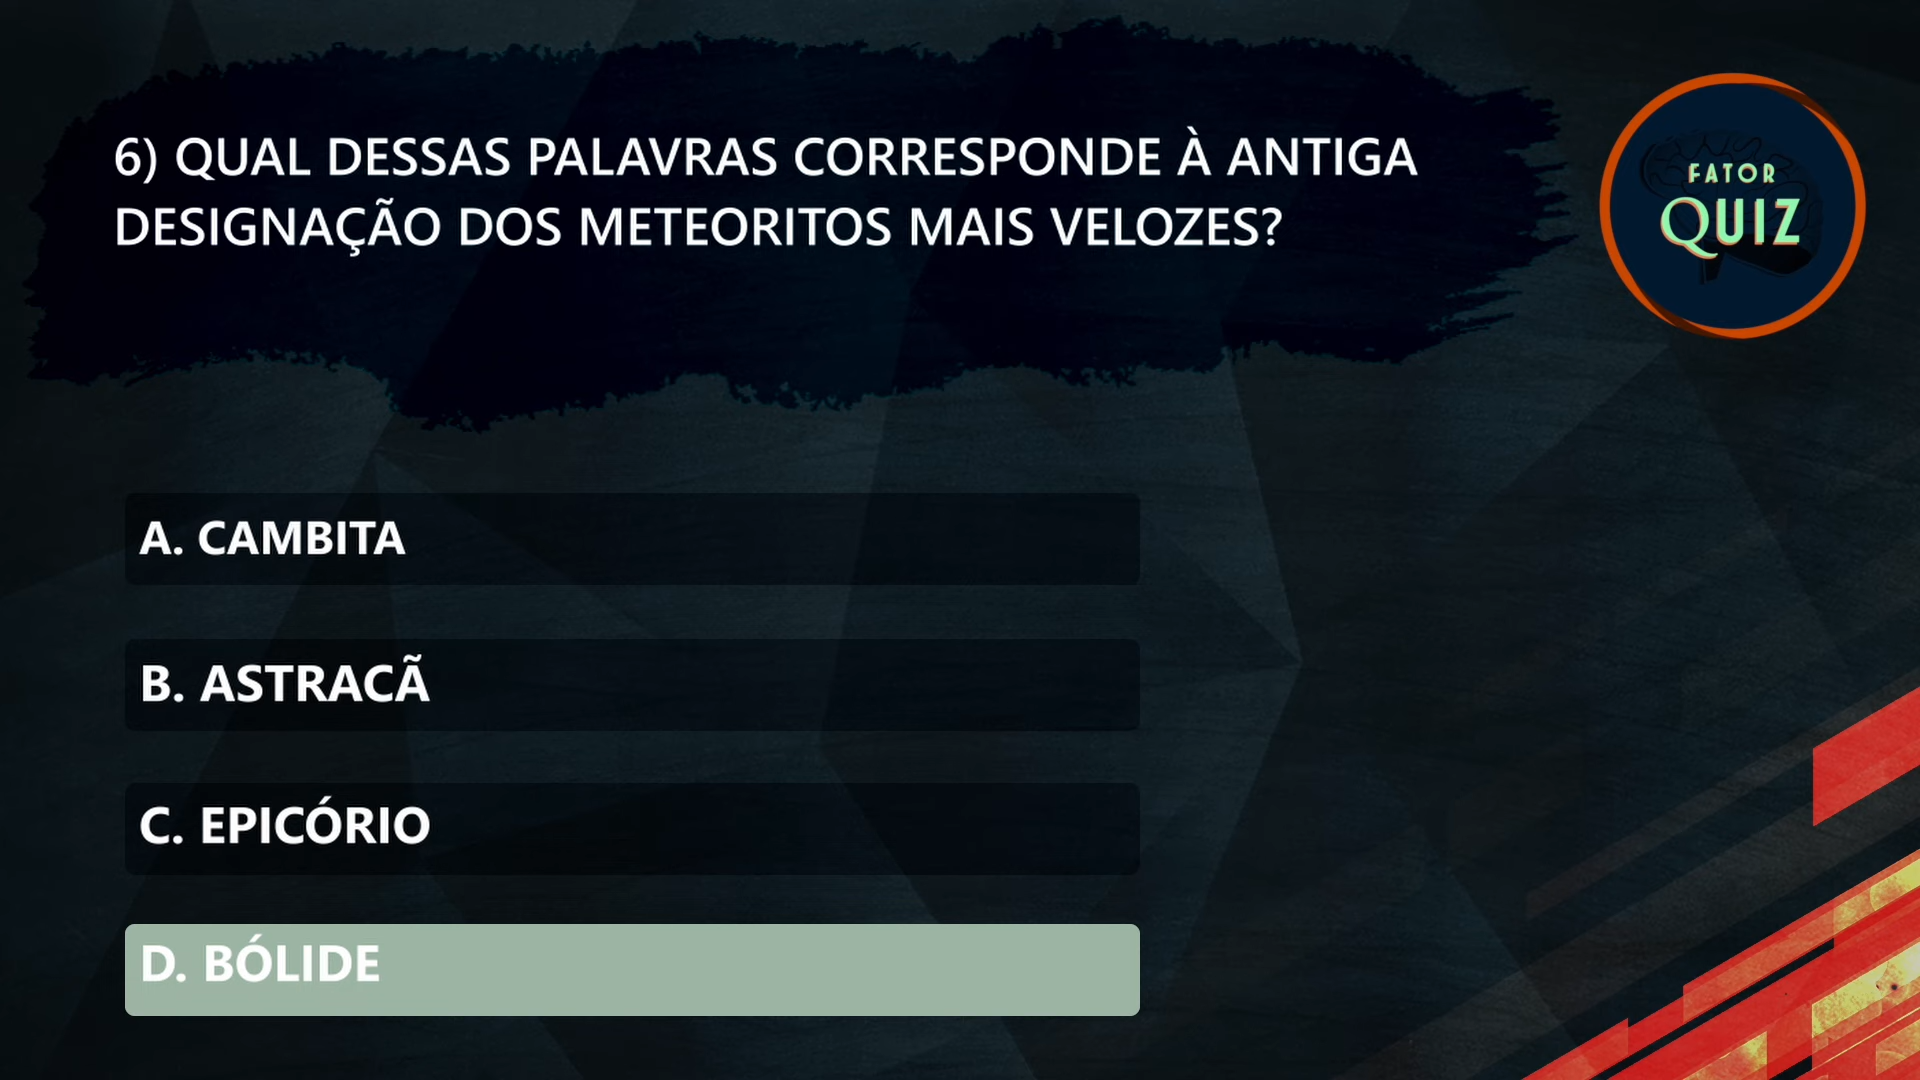 6) QUAL DESSAS PALAVRAS CORRESPONDE À ANTIGA
DESIGNAÇÃO DOS METEORITOS MAIS VELOZES?
FATOR
QUIZ
A. CAMBITA
B. ASTRACÃ
C. EPICÓRIO
D. BÓLIDE